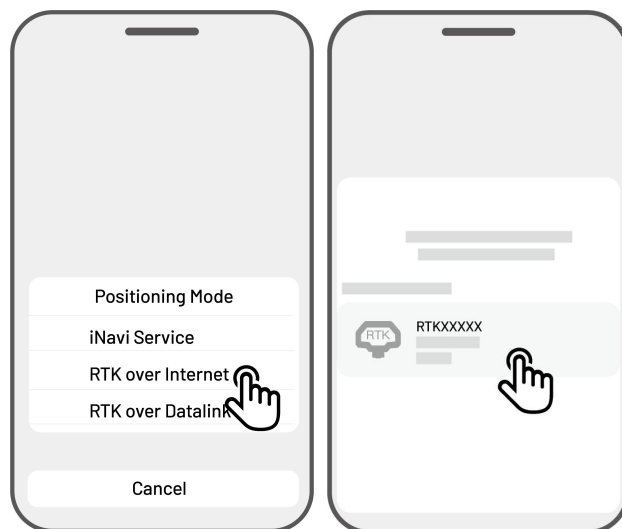 Positioning Mode
iNavi Service
RTK over Internet
RTK over Datalink
Cancel
RTKXXXXX
RTK